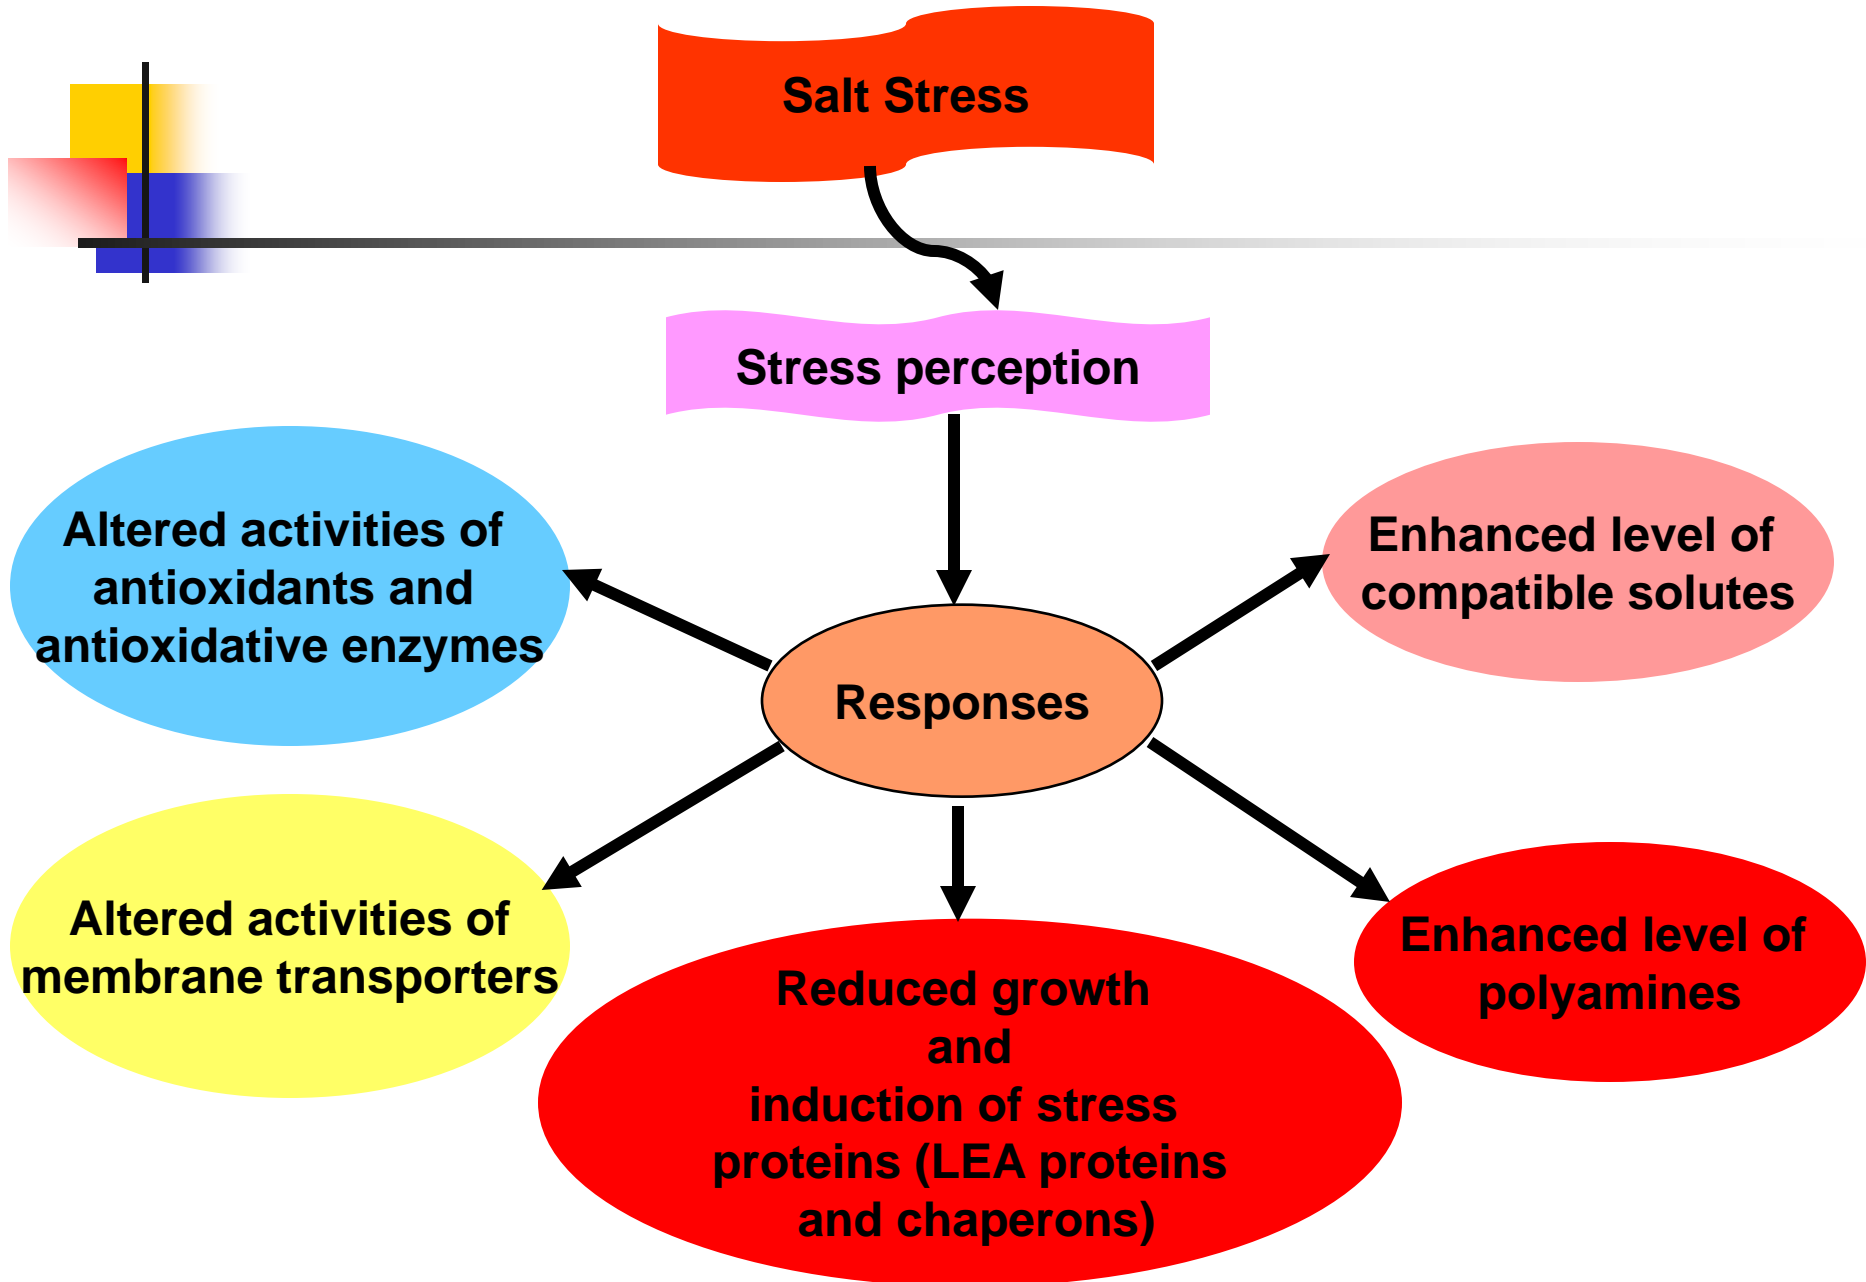 Salt Stress
Stress perception
Altered activities of
antioxidants and
antioxidative enzymes
Enhanced level of
compatible solutes
Responses
Altered activities of
membrane transporters
Reduced growth
and
induction of stress
proteins (LEA proteins
and chaperons)
Enhanced level of
polyamines